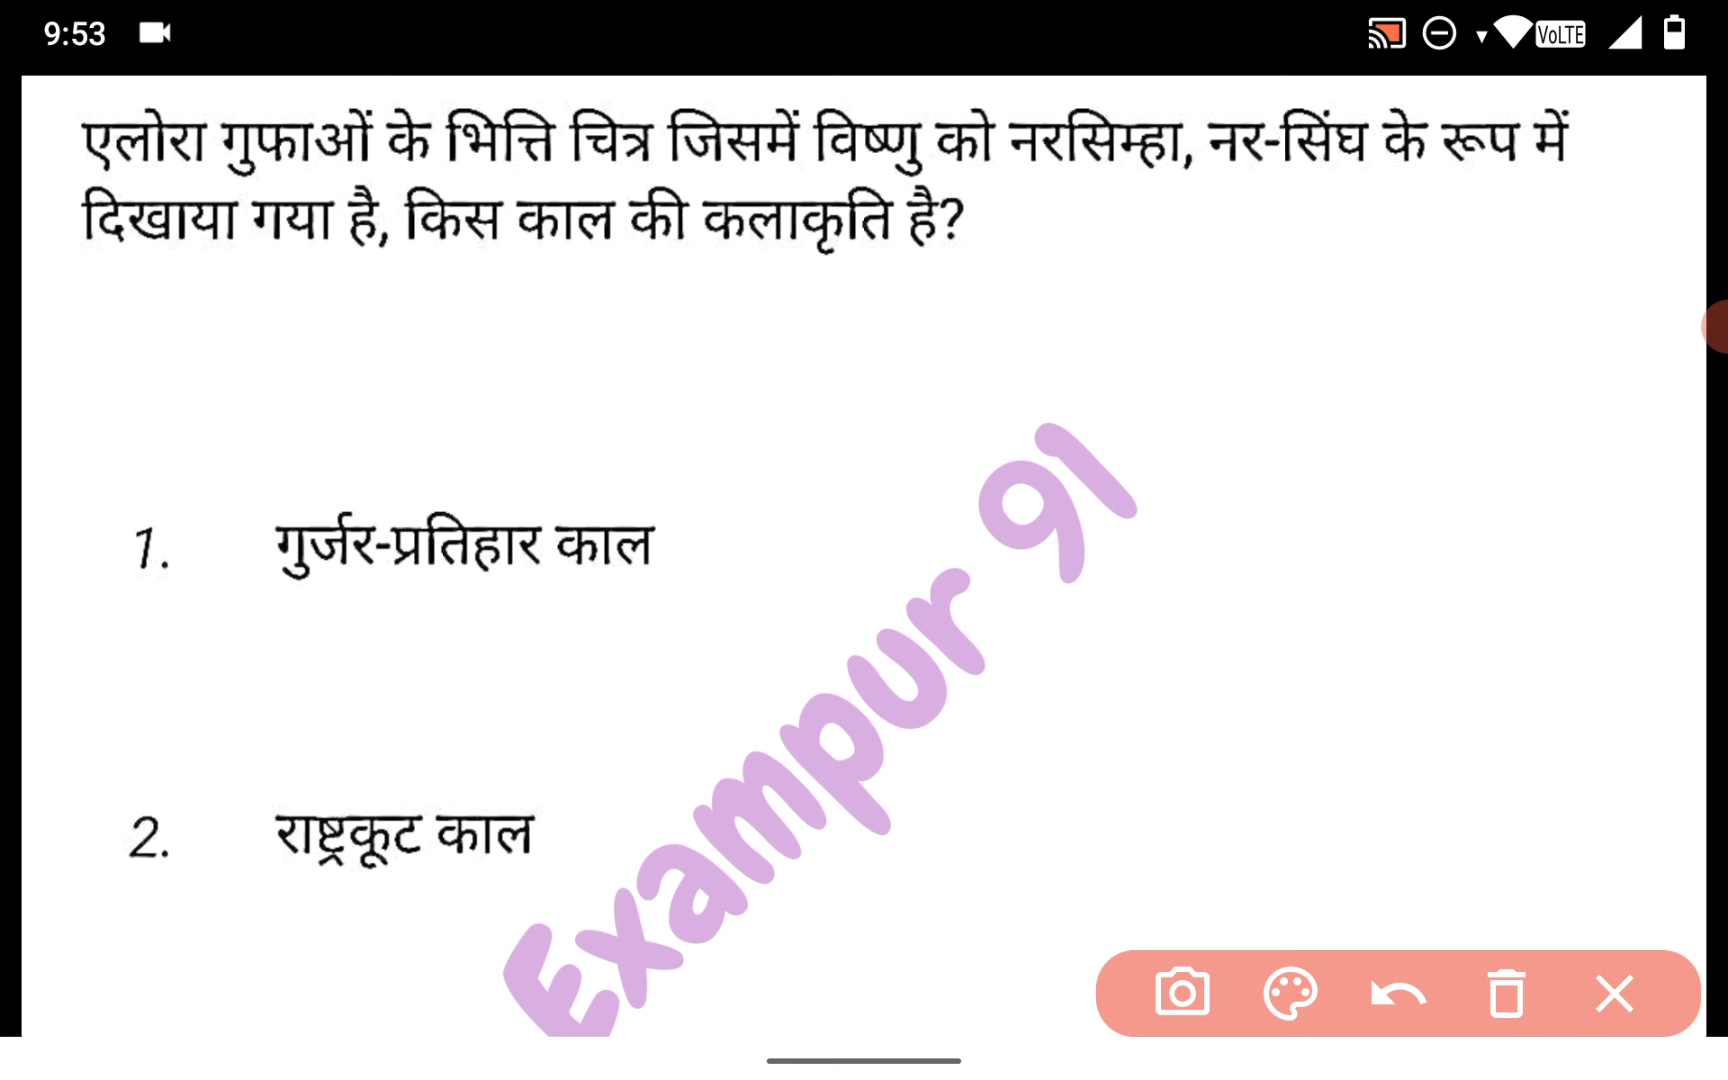 9:53
VoLTE
एलोरा गुफाओं के भित्ति चित्र जिसमें विष्णु को नरसिम्हा, नर-सिंघ के रूप में
दिखाया गया है, किस काल की कलाकृति है?
1. गुर्जर-प्रतिहार काल
2. राष्ट्रकूट काल
Exampur 91